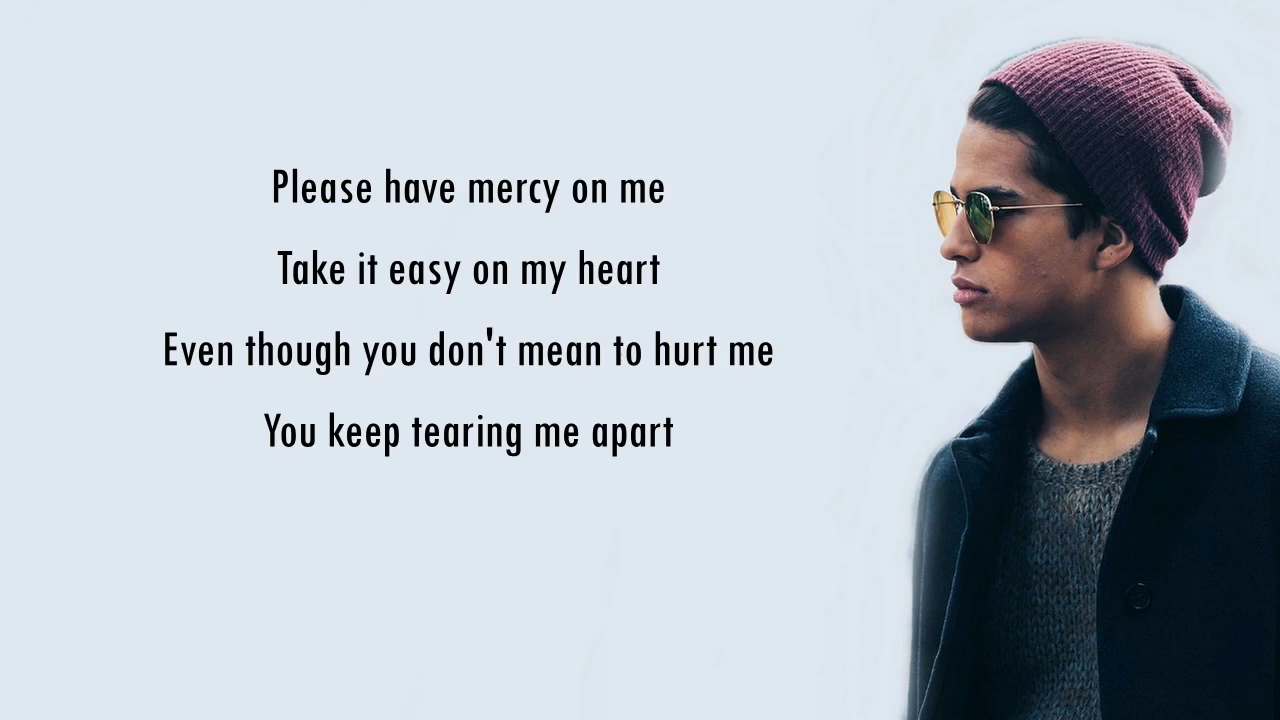 Please have mercy on me
Take it easy on my heart
Even though you don't mean to hurt me
You keep tearing me apart